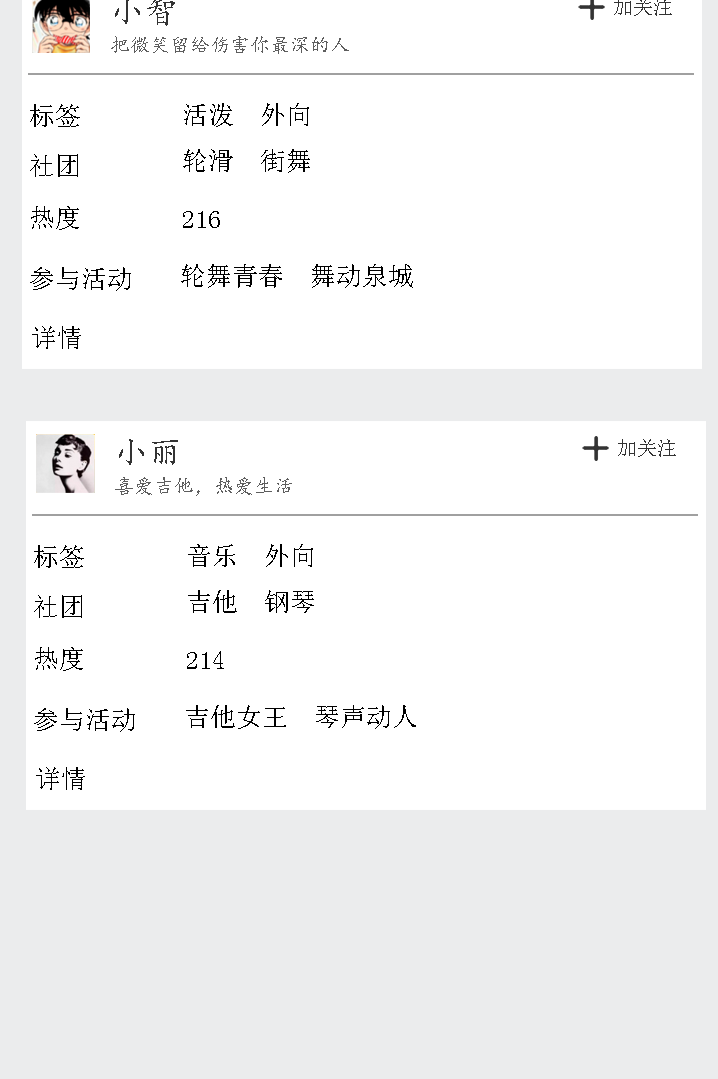 小智
加关注
把微笑留给伤害你最深的人
标签 活泼 外向
社团 轮滑 街舞
热度 216
参与活动 轮舞青春 舞动泉城
详情
小丽
加关注
喜爱吉他，热爱生活
标签 音乐 外向
社团 吉他 钢琴
热度 214
参与活动 吉他女王 琴声动人
详情